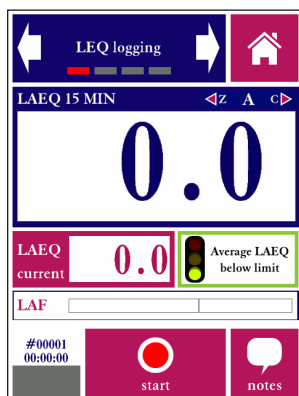 LEQ logging
LAEQ 15 MIN Z A C
0.0
LAEQ
current
0.0
Average LAEQ
below limit
LAF
#00001
00:00:00
start
notes